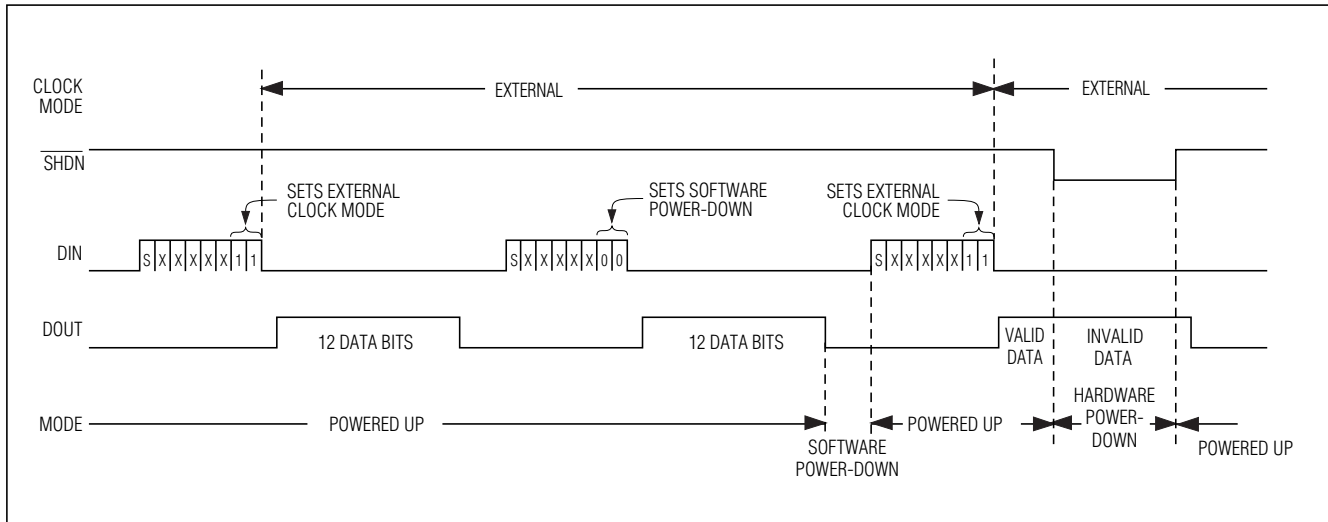 CLOCK
MODE
EXTERNAL
EXTERNAL
SHDN
SETS EXTERNAL
CLOCK MODE
SETS SOFTWARE
POWER-DOWN
SETS EXTERNAL
CLOCK MODE
DIN
S X X X X X 1 1
S X X X X X 0 0
S X X X X X 1 1
DOUT
12 DATA BITS
12 DATA BITS
VALID
DATA
INVALID
DATA
MODE
POWERED UP
SOFTWARE
POWER-DOWN
POWERED UP
HARDWARE
POWER-
DOWN
POWERED UP